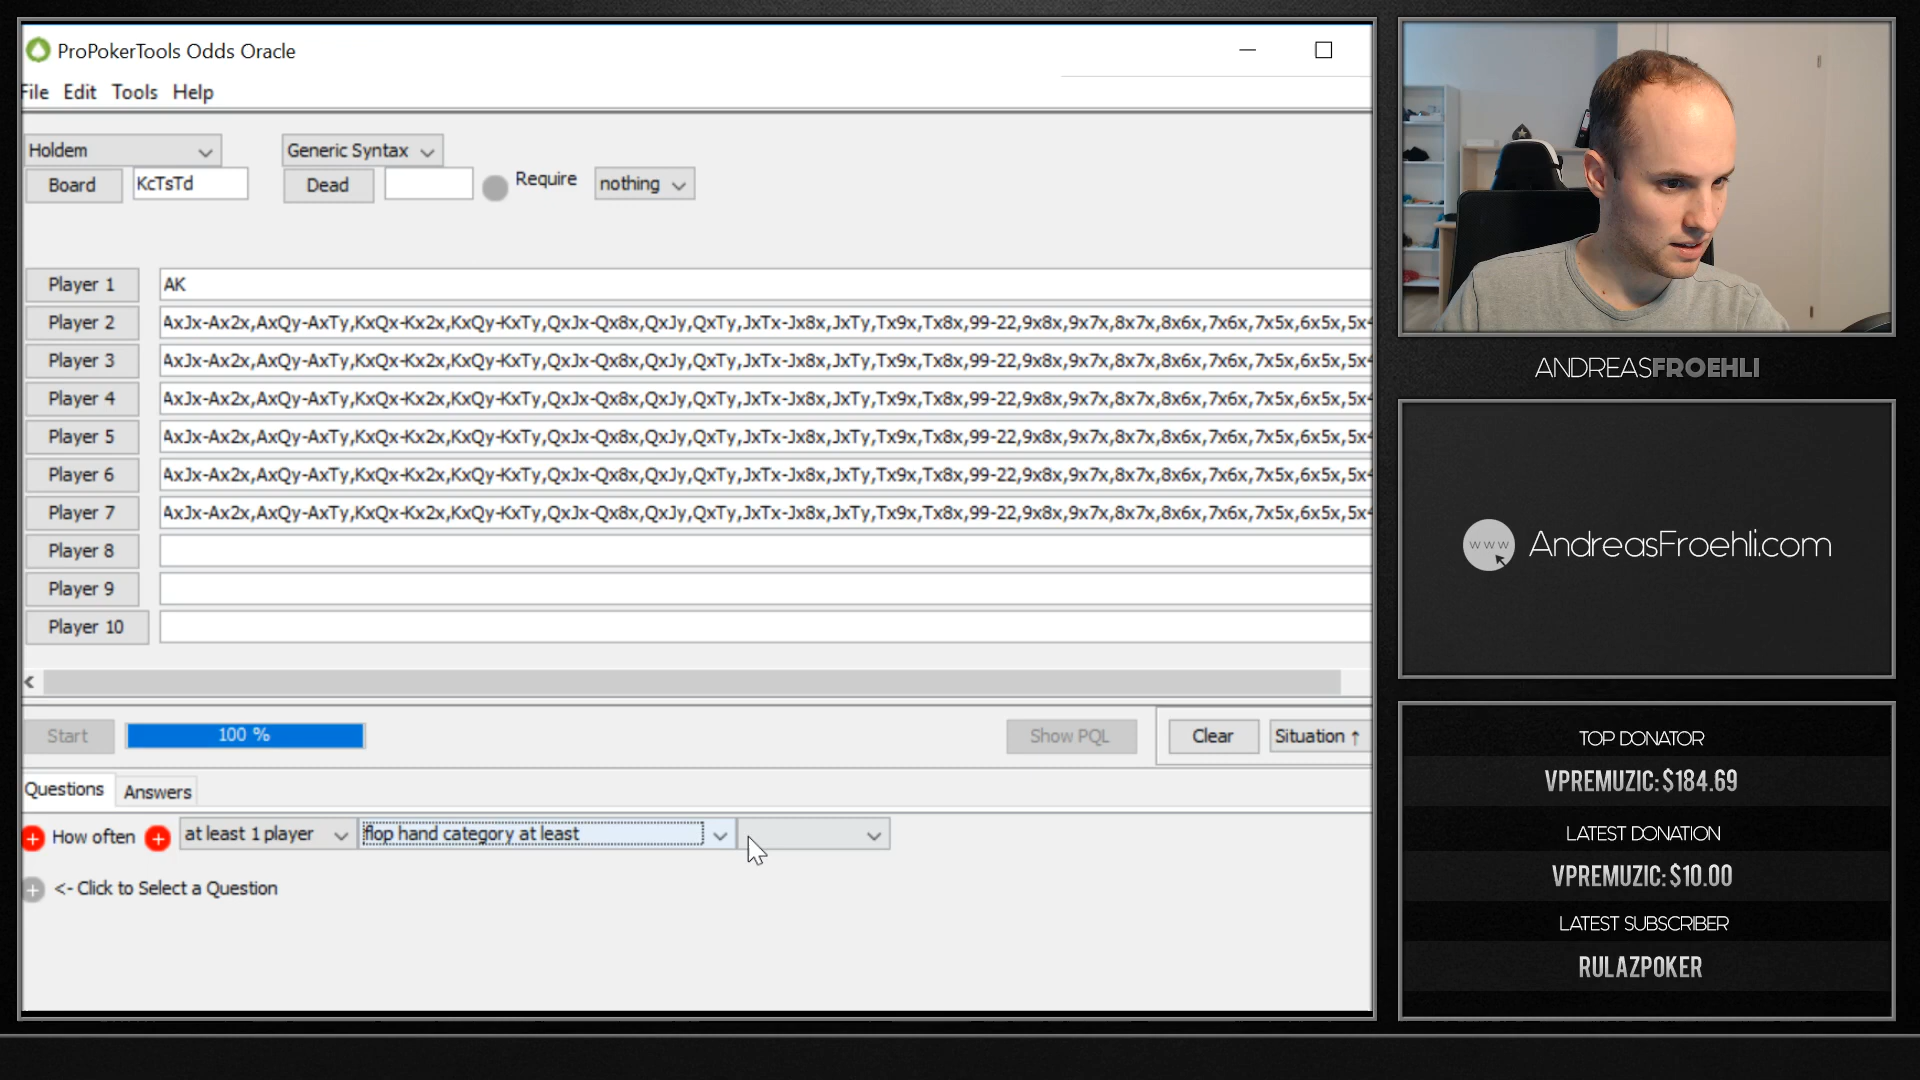 ProPokerTools Odds Oracle
File Edit Tools Help
Holdem Generic Syntax
Board KcTsTd Dead Require nothing
Player 1 AK
Player 2 AxJx-Ax2x,AxQy-AxTy,KxQx-Kx2x,KxQy-KxTy,QxJx-Qx8x,QxJy,QxTy,JxTx-Jx8x,JxTy,Tx9x,Tx8x,99-22,9x8x,9x7x,8x7x,8x6x,7x6x,7x5x,6x5x,5x4
Player 3 AxJx-Ax2x,AxQy-AxTy,KxQx-Kx2x,KxQy-KxTy,QxJx-Qx8x,QxJy,QxTy,JxTx-Jx8x,JxTy,Tx9x,Tx8x,99-22,9x8x,9x7x,8x7x,8x6x,7x6x,7x5x,6x5x,5x4
Player 4 AxJx-Ax2x,AxQy-AxTy,KxQx-Kx2x,KxQy-KxTy,QxJx-Qx8x,QxJy,QxTy,JxTx-Jx8x,JxTy,Tx9x,Tx8x,99-22,9x8x,9x7x,8x7x,8x6x,7x6x,7x5x,6x5x,5x4
Player 5 AxJx-Ax2x,AxQy-AxTy,KxQx-Kx2x,KxQy-KxTy,QxJx-Qx8x,QxJy,QxTy,JxTx-Jx8x,JxTy,Tx9x,Tx8x,99-22,9x8x,9x7x,8x7x,8x6x,7x6x,7x5x,6x5x,5x4
Player 6 AxJx-Ax2x,AxQy-AxTy,KxQx-Kx2x,KxQy-KxTy,QxJx-Qx8x,QxJy,QxTy,JxTx-Jx8x,JxTy,Tx9x,Tx8x,99-22,9x8x,9x7x,8x7x,8x6x,7x6x,7x5x,6x5x,5x4
Player 7 AxJx-Ax2x,AxQy-AxTy,KxQx-Kx2x,KxQy-KxTy,QxJx-Qx8x,QxJy,QxTy,JxTx-Jx8x,JxTy,Tx9x,Tx8x,99-22,9x8x,9x7x,8x7x,8x6x,7x6x,7x5x,6x5x,5x4
Player 8
Player 9
Player 10
Start 100 % Show PQL Clear Situation ↑
Questions Answers
How often at least 1 player flop hand category at least
<- Click to Select a Question
ANDREASFROEHLI
www AndreasFroehli.com
TOP DONATOR
VPREMUZIC: $184.69
LATEST DONATION
VPREMUZIC: $10.00
LATEST SUBSCRIBER
RULAZPOKER